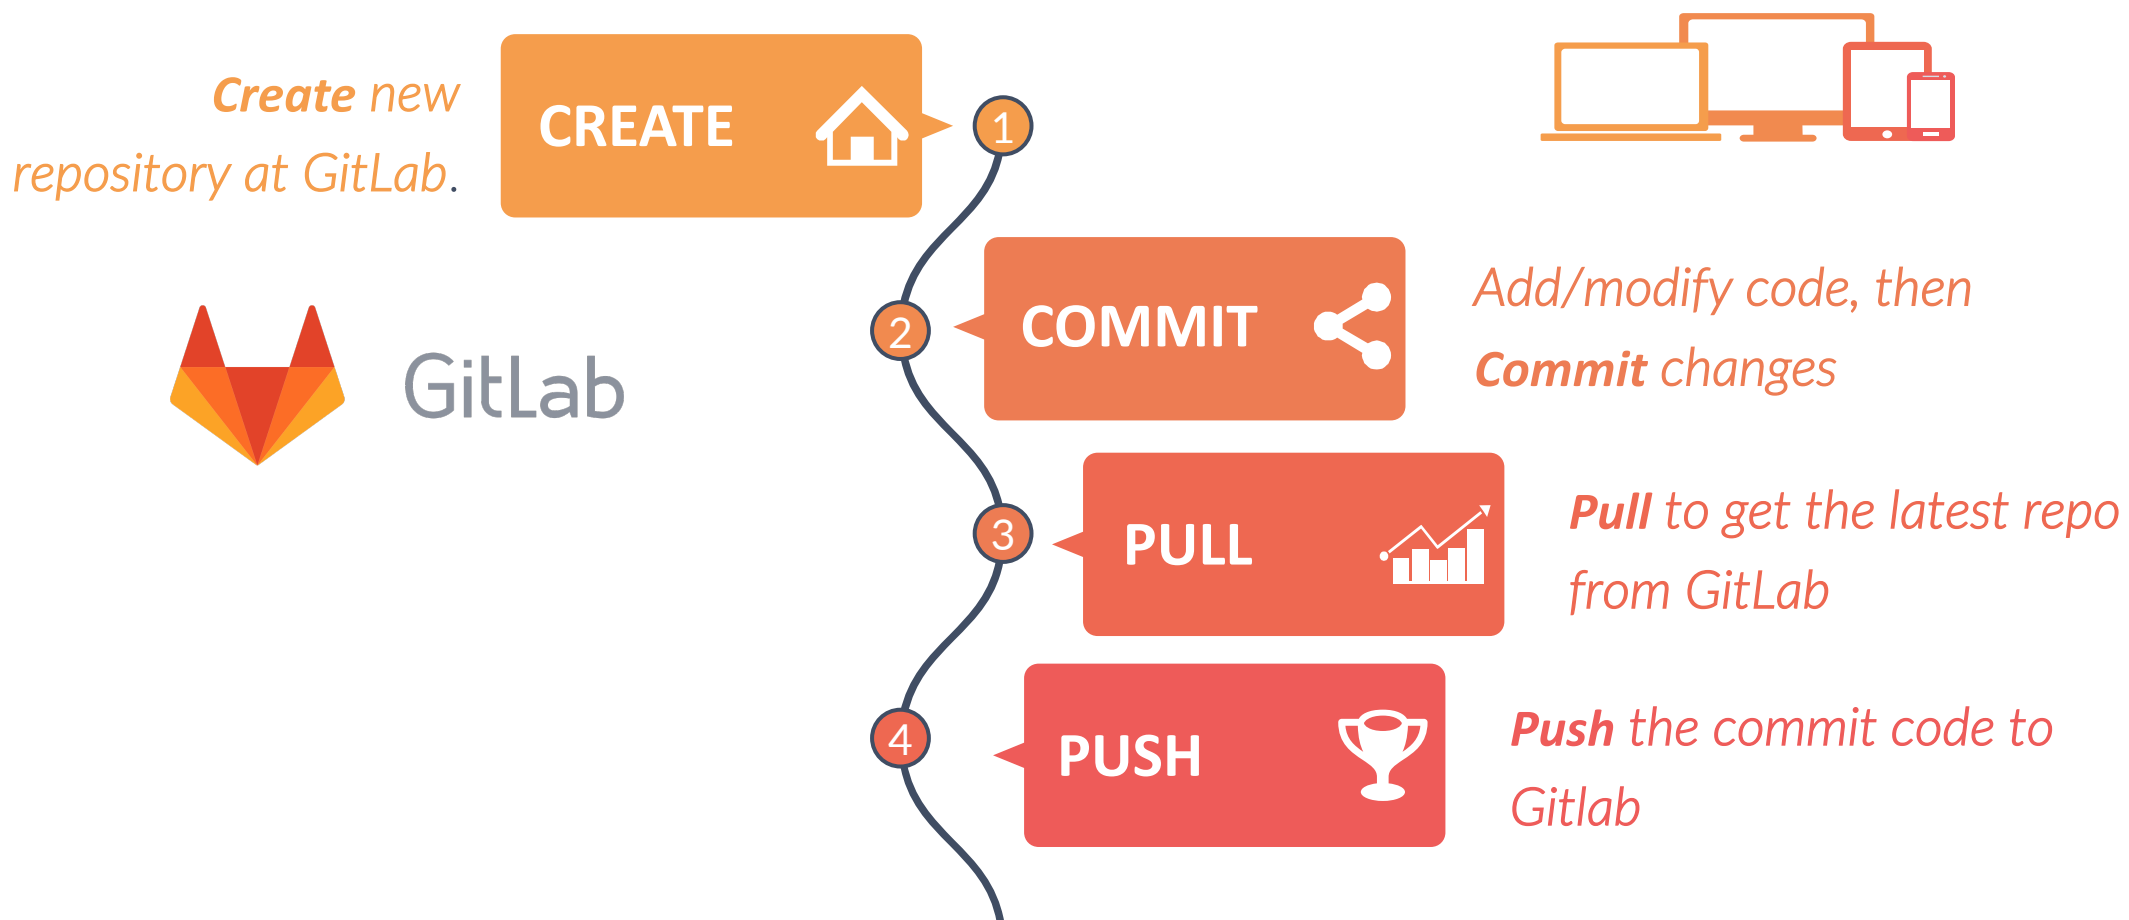 Create new
repository at GitLab.
CREATE
1
GitLab
2
COMMIT
Add/modify code, then
Commit changes
3
PULL
Pull to get the latest repo
from GitLab
4
PUSH
Push the commit code to
Gitlab